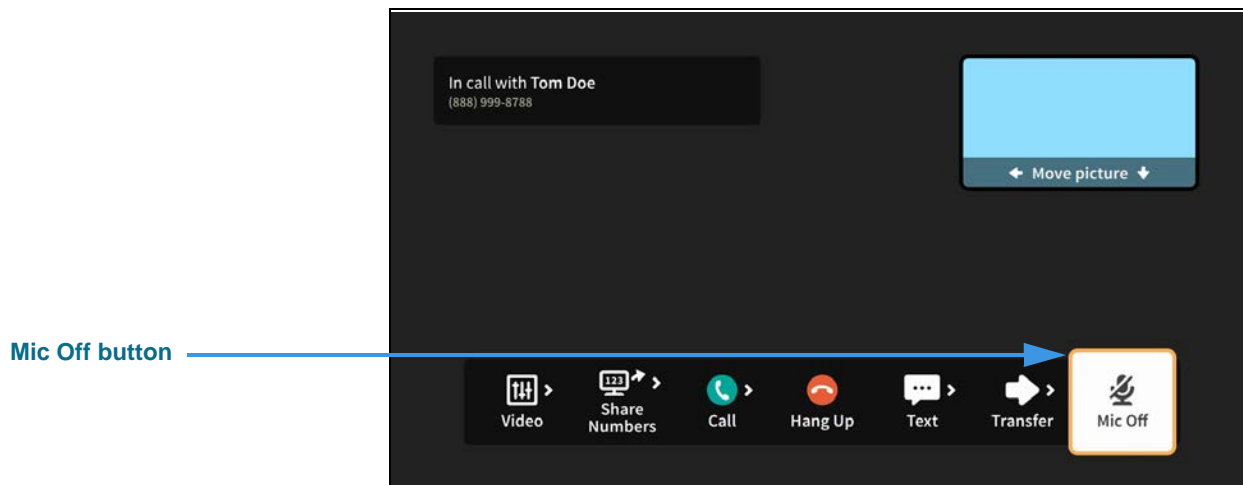 In call with Tom Doe
(888) 999-8788
Move picture
Mic Off button
123
Video
Share
Numbers
Call
Hang Up
Text
Transfer
Mic Off